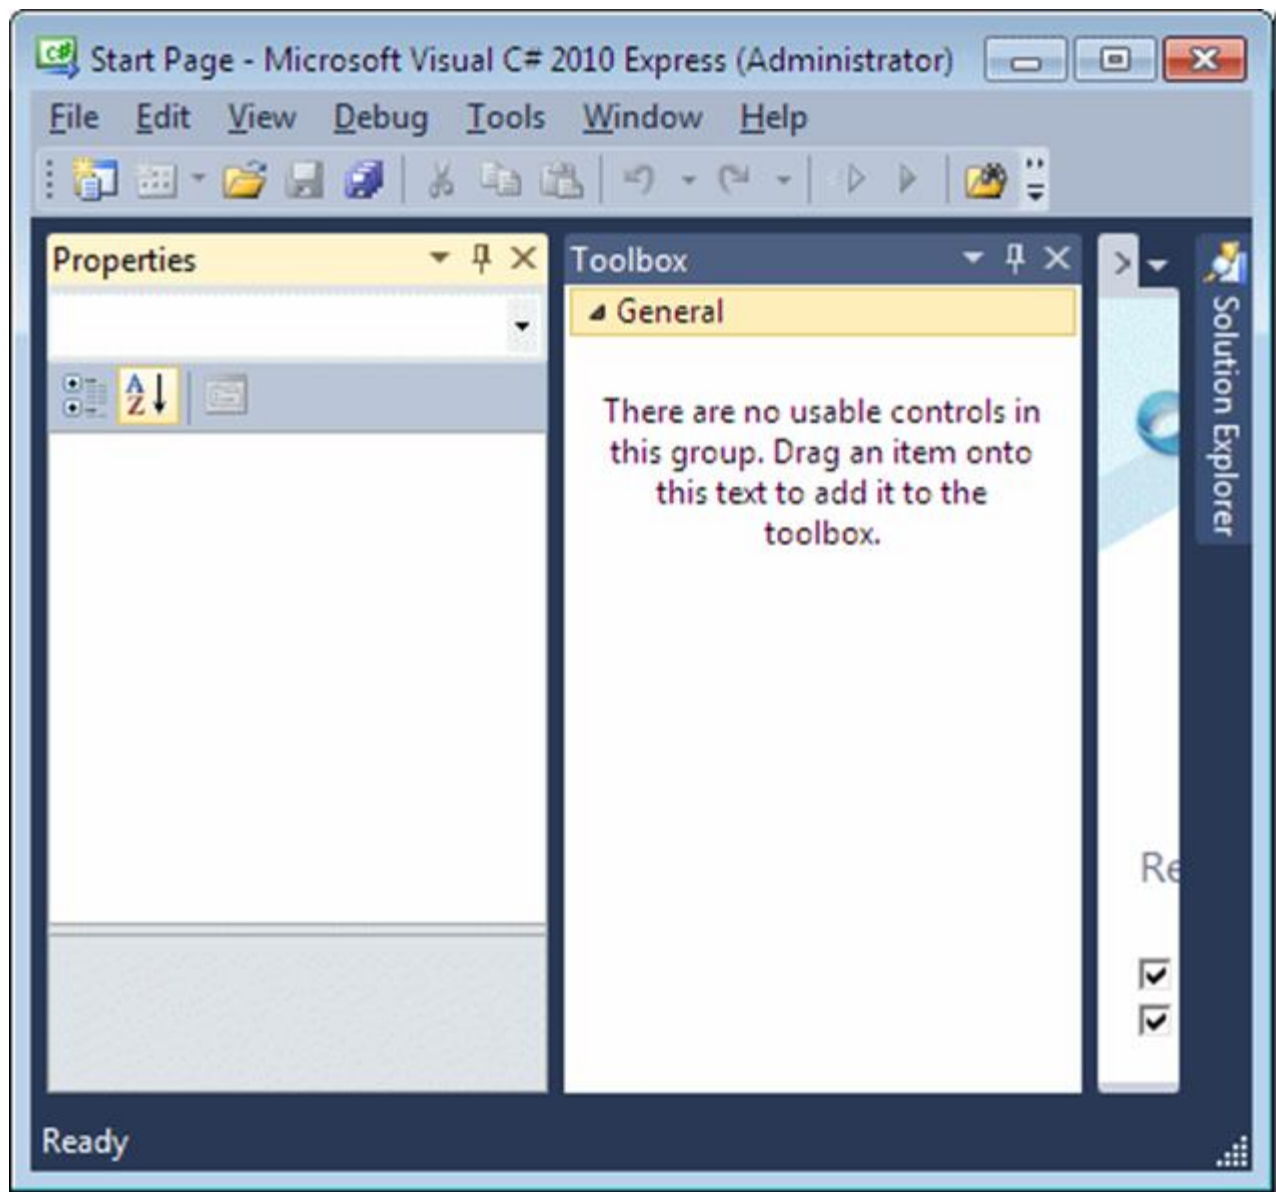 Start Page - Microsoft Visual C# 2010 Express (Administrator)
File Edit View Debug Tools Window Help
Properties
Toolbox
General
There are no usable controls in
this group. Drag an item onto
this text to add it to the
toolbox.
Solution Explorer
Re
Ready